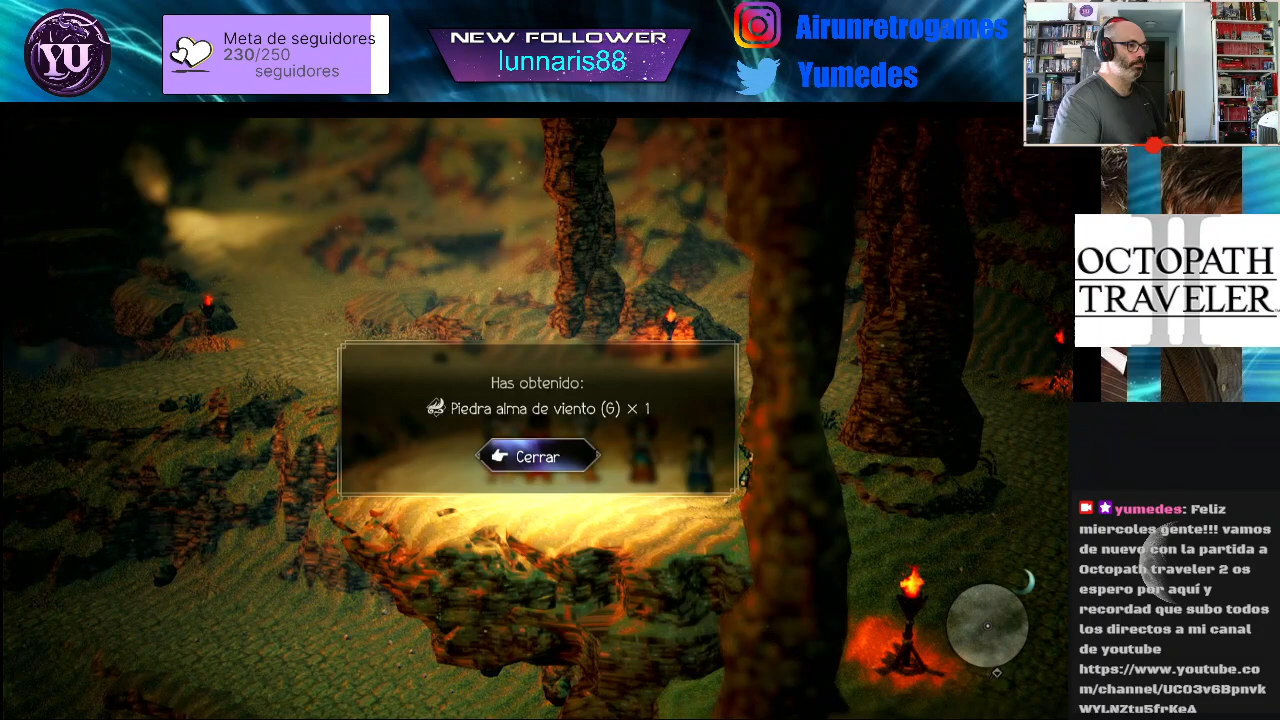 YU
Meta de seguidores
230/250
seguidores
NEW FOLLOWER
lunnaris88
Airunretrogames
Yumedes
OCTOPATH
TRAVELER
II
Has obtenido:
Piedra alma de viento (G) × 1
Cerrar
yumedes: Feliz
miercoles gente!!! vamos
de nuevo con la partida a
Octopath traveler 2 os
espero por aquí y
recordad que subo todos
los directos a mi canal
de youtube
https://www.youtube.co
m/channel/UC03v6Bpnvk
WYLNZtu5frKeA